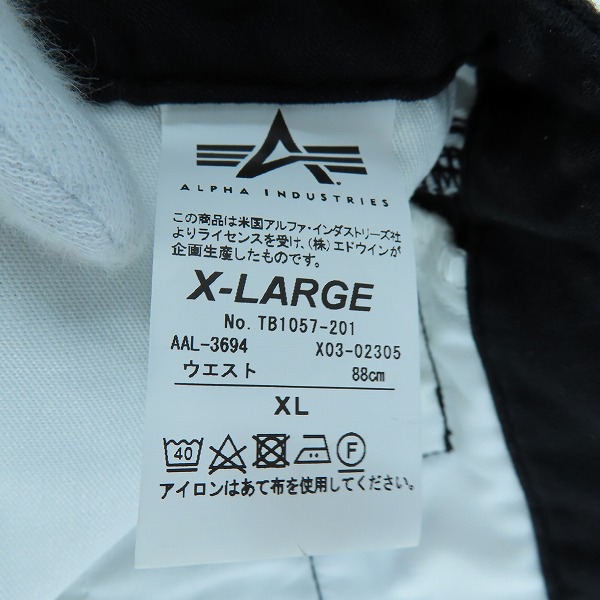 ALPHA INDUSTRIES
この商品は米国アルファ・インダストリーズ社
よりライセンスを受け、(株)エドウインが
企画生産したものです。
X-LARGE
No. TB1057-201
AAL-3694 X03-02305
ウエスト 88cm
XL
40 F
アイロンはあて布を使用してください。